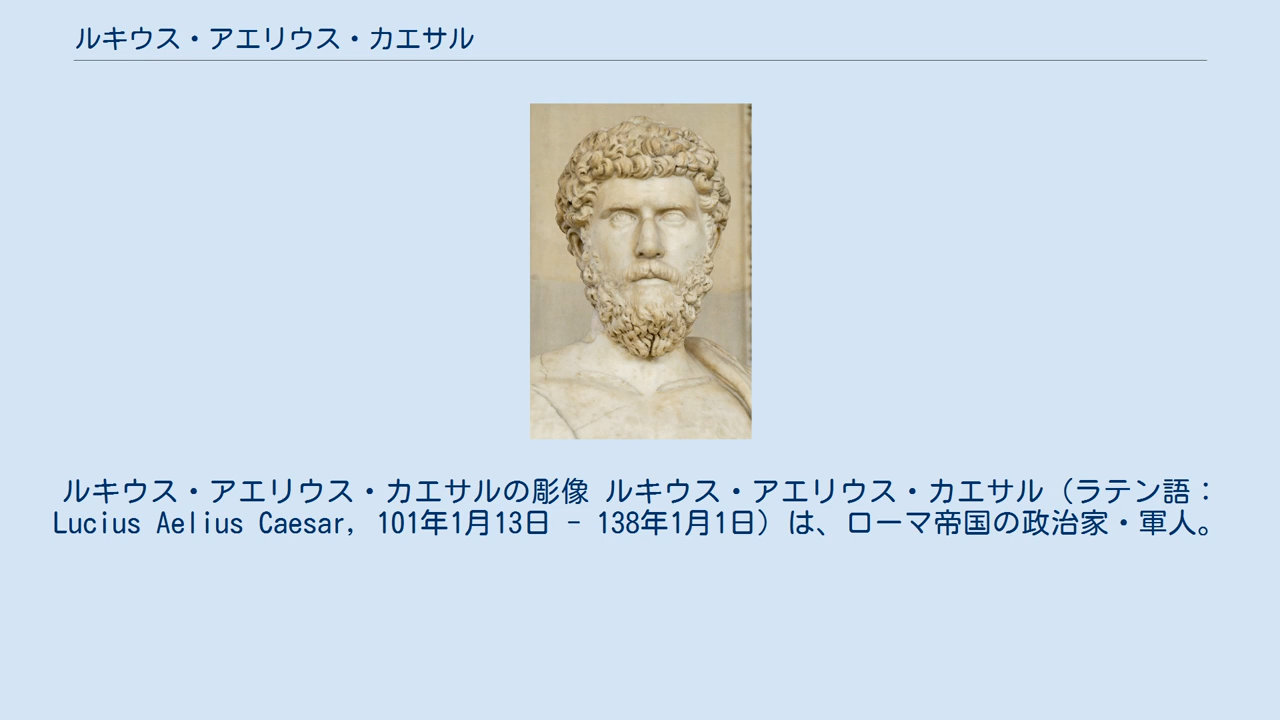 ルキウス・アエリウス・カエサル
ルキウス・アエリウス・カエサルの彫像 ルキウス・アエリウス・カエサル（ラテン語：
Lucius Aelius Caesar, 101年1月13日 – 138年1月1日）は、ローマ帝国の政治家・軍人。